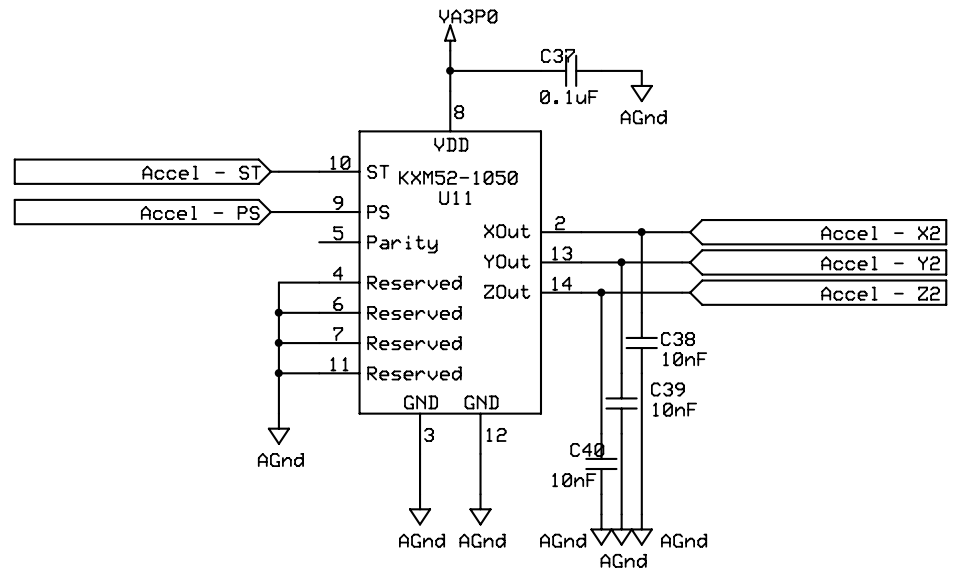 VA3P0
C37
0.1uF
AGnd
8
VDD
Accel - ST
10
ST
KXM52-1050
U11
Accel - PS
9
PS
5
Parity
XOut
2
Accel - X2
YOut
13
Accel - Y2
ZOut
14
Accel - Z2
4
Reserved
6
Reserved
7
Reserved
11
Reserved
GND
GND
3
12
AGnd
C38
10nF
C39
10nF
C40
10nF
AGnd
AGnd
AGnd
AGnd
AGnd